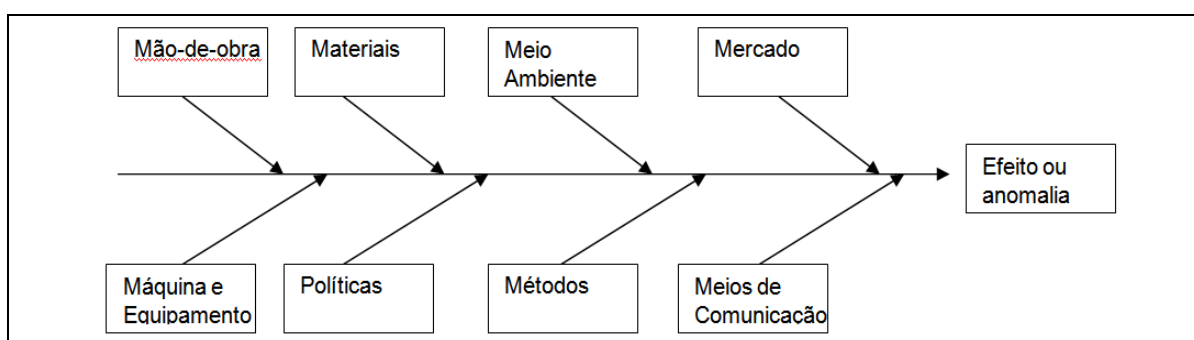 Mão-de-obra
Materiais
Meio
Ambiente
Mercado
Efeito ou
anomalia
Máquina e
Equipamento
Políticas
Métodos
Meios de
Comunicação